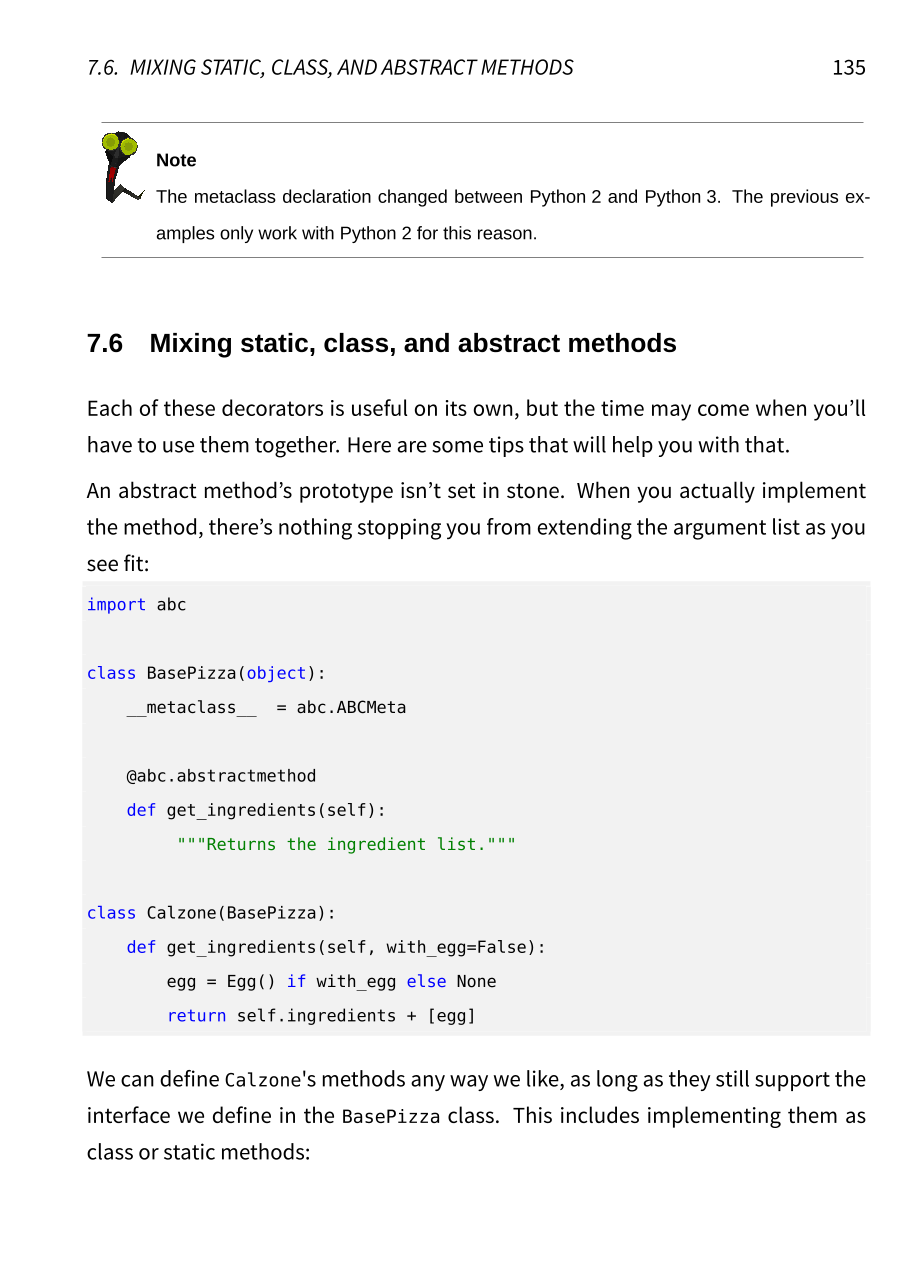 7.6. MIXING STATIC, CLASS, AND ABSTRACT METHODS 135
Note
The metaclass declaration changed between Python 2 and Python 3. The previous ex-
amples only work with Python 2 for this reason.
7.6 Mixing static, class, and abstract methods
Each of these decorators is useful on its own, but the time may come when you’ll
have to use them together. Here are some tips that will help you with that.
An abstract method’s prototype isn’t set in stone. When you actually implement
the method, there’s nothing stopping you from extending the argument list as you
see fit:
import abc

class BasePizza(object):
    __metaclass__  = abc.ABCMeta

    @abc.abstractmethod
    def get_ingredients(self):
         """Returns the ingredient list."""

class Calzone(BasePizza):
    def get_ingredients(self, with_egg=False):
        egg = Egg() if with_egg else None
        return self.ingredients + [egg]
We can define Calzone's methods any way we like, as long as they still support the
interface we define in the BasePizza class. This includes implementing them as
class or static methods: